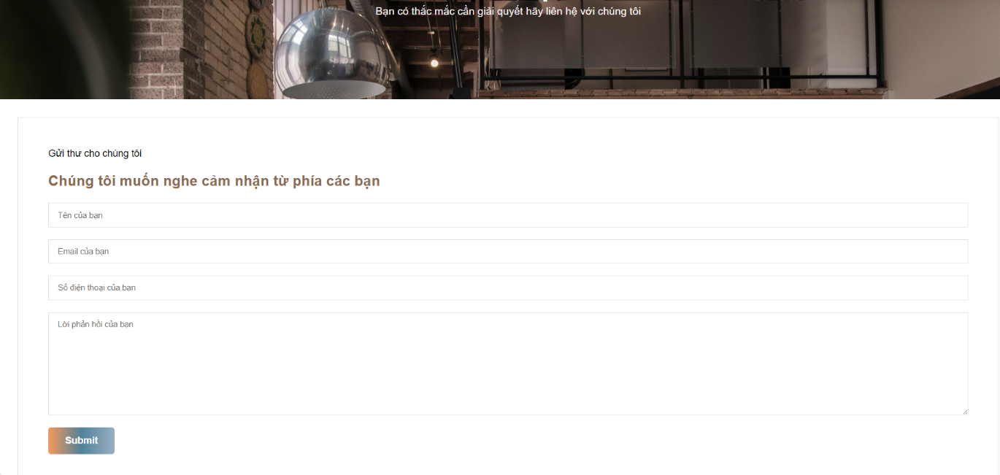 Bạn có thắc mắc cần giải quyết hãy liên hệ với chúng tôi
Gửi thư cho chúng tôi
Chúng tôi muốn nghe cảm nhận từ phía các bạn
Tên của bạn
Email của bạn
Số điện thoại của bạn
Lời phản hồi của bạn
Submit